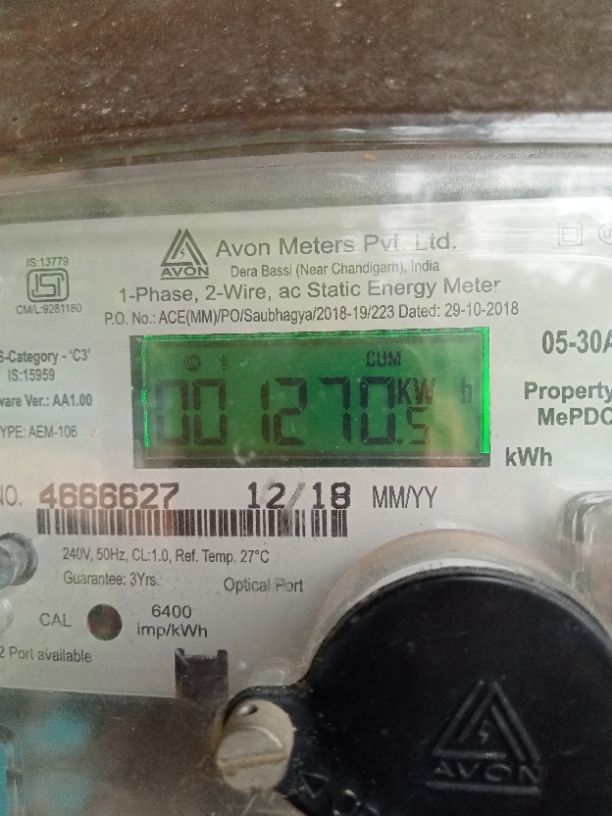 Avon Meters Pvt. Ltd.
AVON
Dera Bassi (Near Chandigarh), India
IS:13779
ISI
CM/L:9281180
1-Phase, 2-Wire, ac Static Energy Meter
P.O. No.: ACE(MM)/PO/Saubhagya/2018-19/223 Dated: 29-10-2018
S-Category - 'C3'
IS:15959
ware Ver.: AA1.00
YPE: AEM-106
CUM
001270.5 KW h
05-30A
Property
MePDC
kWh
NO. 4666627 12/18 MM/YY
240V, 50Hz, CL:1.0, Ref. Temp. 27°C
Guarantee: 3Yrs.
Optical Port
CAL
6400
imp/kWh
2 Port available
AVON